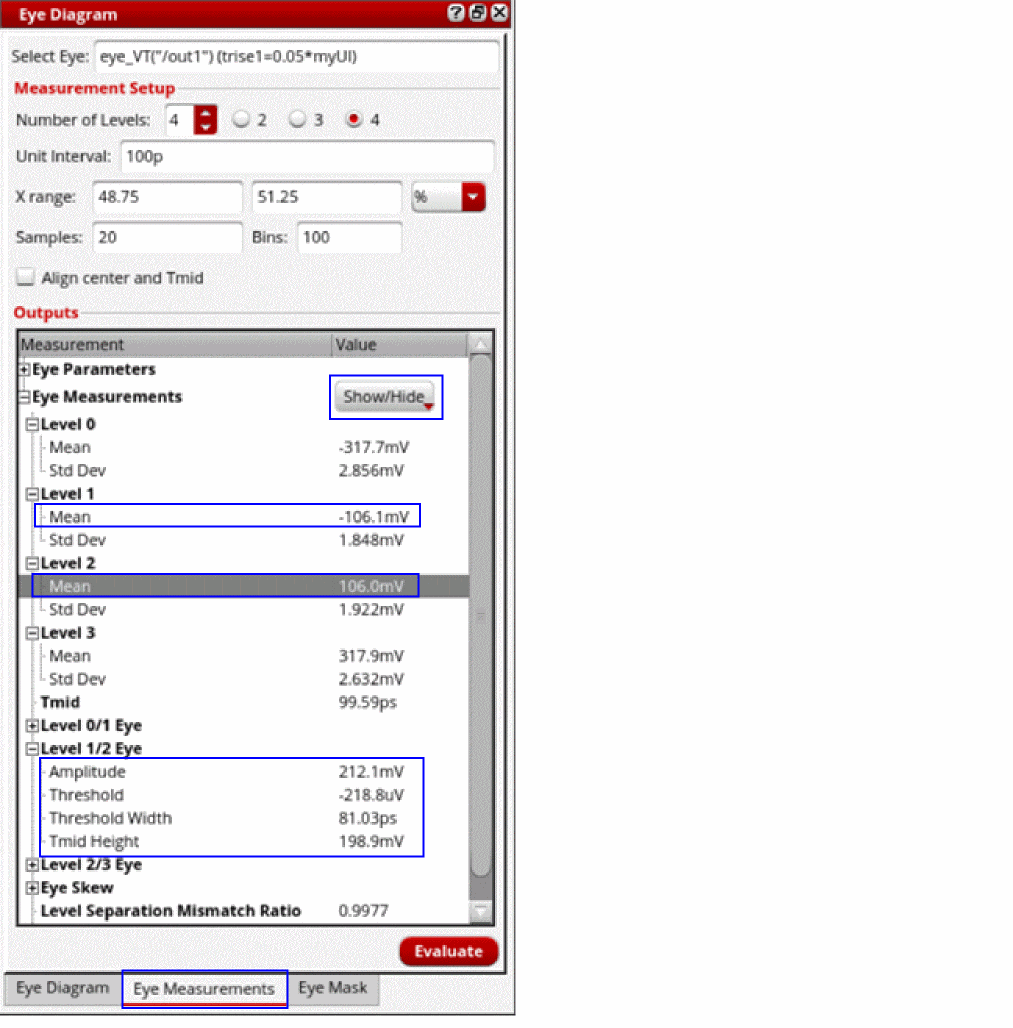 Eye Diagram
Select Eye: eye_VT("/out1") (trise1=0.05*myUI)
Measurement Setup
Number of Levels: 4 2 3 4
Unit Interval: 100p
X range: 48.75 51.25 %
Samples: 20 Bins: 100
Align center and Tmid
Outputs
Measurement Value
Eye Parameters
Eye Measurements Show/Hide
Level 0
Mean -317.7mV
Std Dev 2.856mV
Level 1
Mean -106.1mV
Std Dev 1.848mV
Level 2
Mean 106.0mV
Std Dev 1.922mV
Level 3
Mean 317.9mV
Std Dev 2.632mV
Tmid 99.59ps
Level 0/1 Eye
Level 1/2 Eye
Amplitude 212.1mV
Threshold -218.8uV
Threshold Width 81.03ps
Tmid Height 198.9mV
Level 2/3 Eye
Eye Skew
Level Separation Mismatch Ratio 0.9977
Evaluate
Eye Diagram Eye Measurements Eye Mask